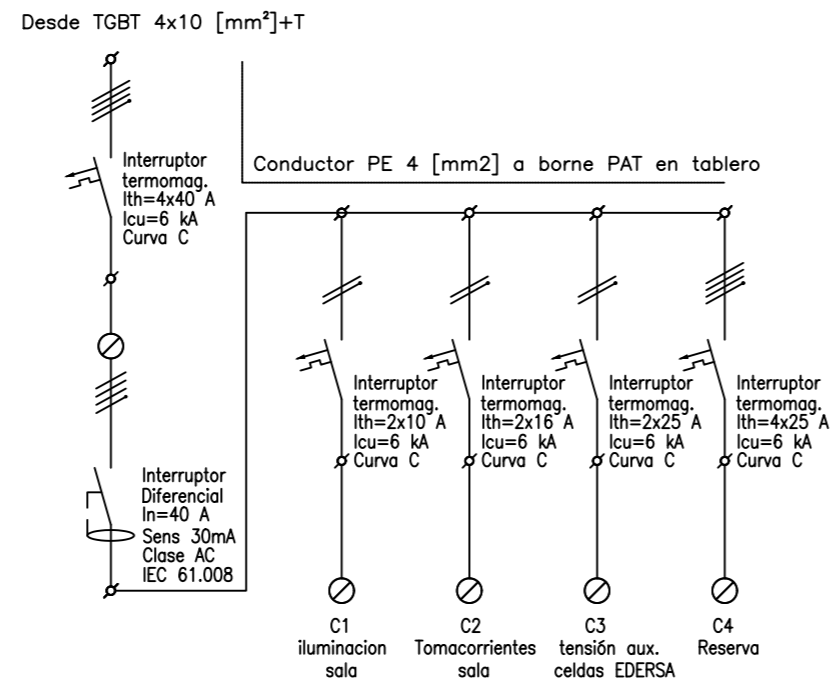 Desde TGBT 4x10 [mm²]+T
Interruptor
termomag.
Ith=4x40 A
Icu=6 kA
Curva C
Conductor PE 4 [mm2] a borne PAT en tablero
Interruptor
Diferencial
In=40 A
Sens 30mA
Clase AC
IEC 61.008
Interruptor
termomag.
Ith=2x10 A
Icu=6 kA
Curva C
Interruptor
termomag.
Ith=2x16 A
Icu=6 kA
Curva C
Interruptor
termomag.
Ith=2x25 A
Icu=6 kA
Curva C
Interruptor
termomag.
Ith=4x25 A
Icu=6 kA
Curva C
C1
iluminacion
sala
C2
Tomacorrientes
sala
C3
tensión aux.
celdas EDERSA
C4
Reserva